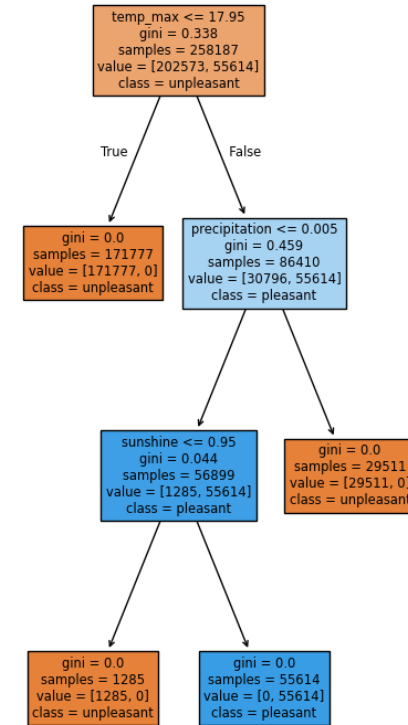 temp_max <= 17.95
gini = 0.338
samples = 258187
value = [202573, 55614]
class = unpleasant
True
False
gini = 0.0
samples = 171777
value = [171777, 0]
class = unpleasant
precipitation <= 0.005
gini = 0.459
samples = 86410
value = [30796, 55614]
class = pleasant
sunshine <= 0.95
gini = 0.044
samples = 56899
value = [1285, 55614]
class = pleasant
gini = 0.0
samples = 29511
value = [29511, 0]
class = unpleasant
gini = 0.0
samples = 1285
value = [1285, 0]
class = unpleasant
gini = 0.0
samples = 55614
value = [0, 55614]
class = pleasant